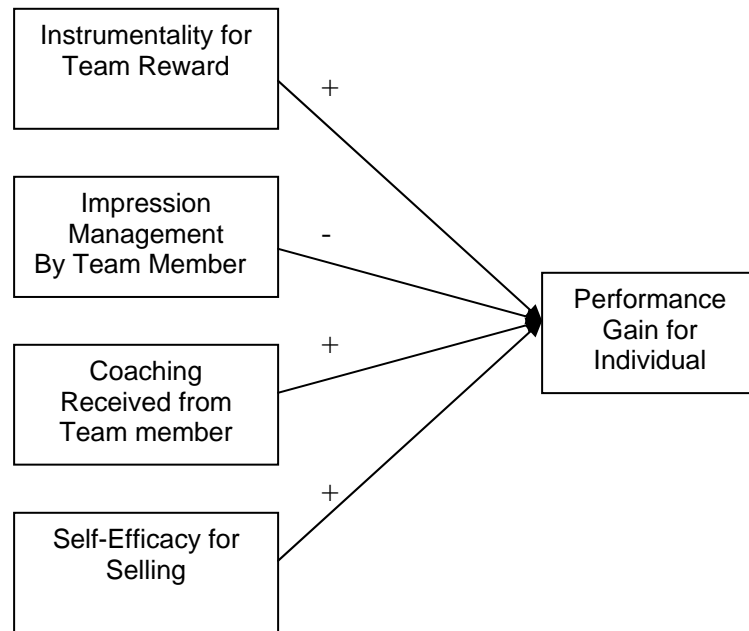 Instrumentality for
Team Reward
+
Impression
Management
By Team Member
-
Performance
Gain for
Individual
+
Coaching
Received from
Team member
+
Self-Efficacy for
Selling